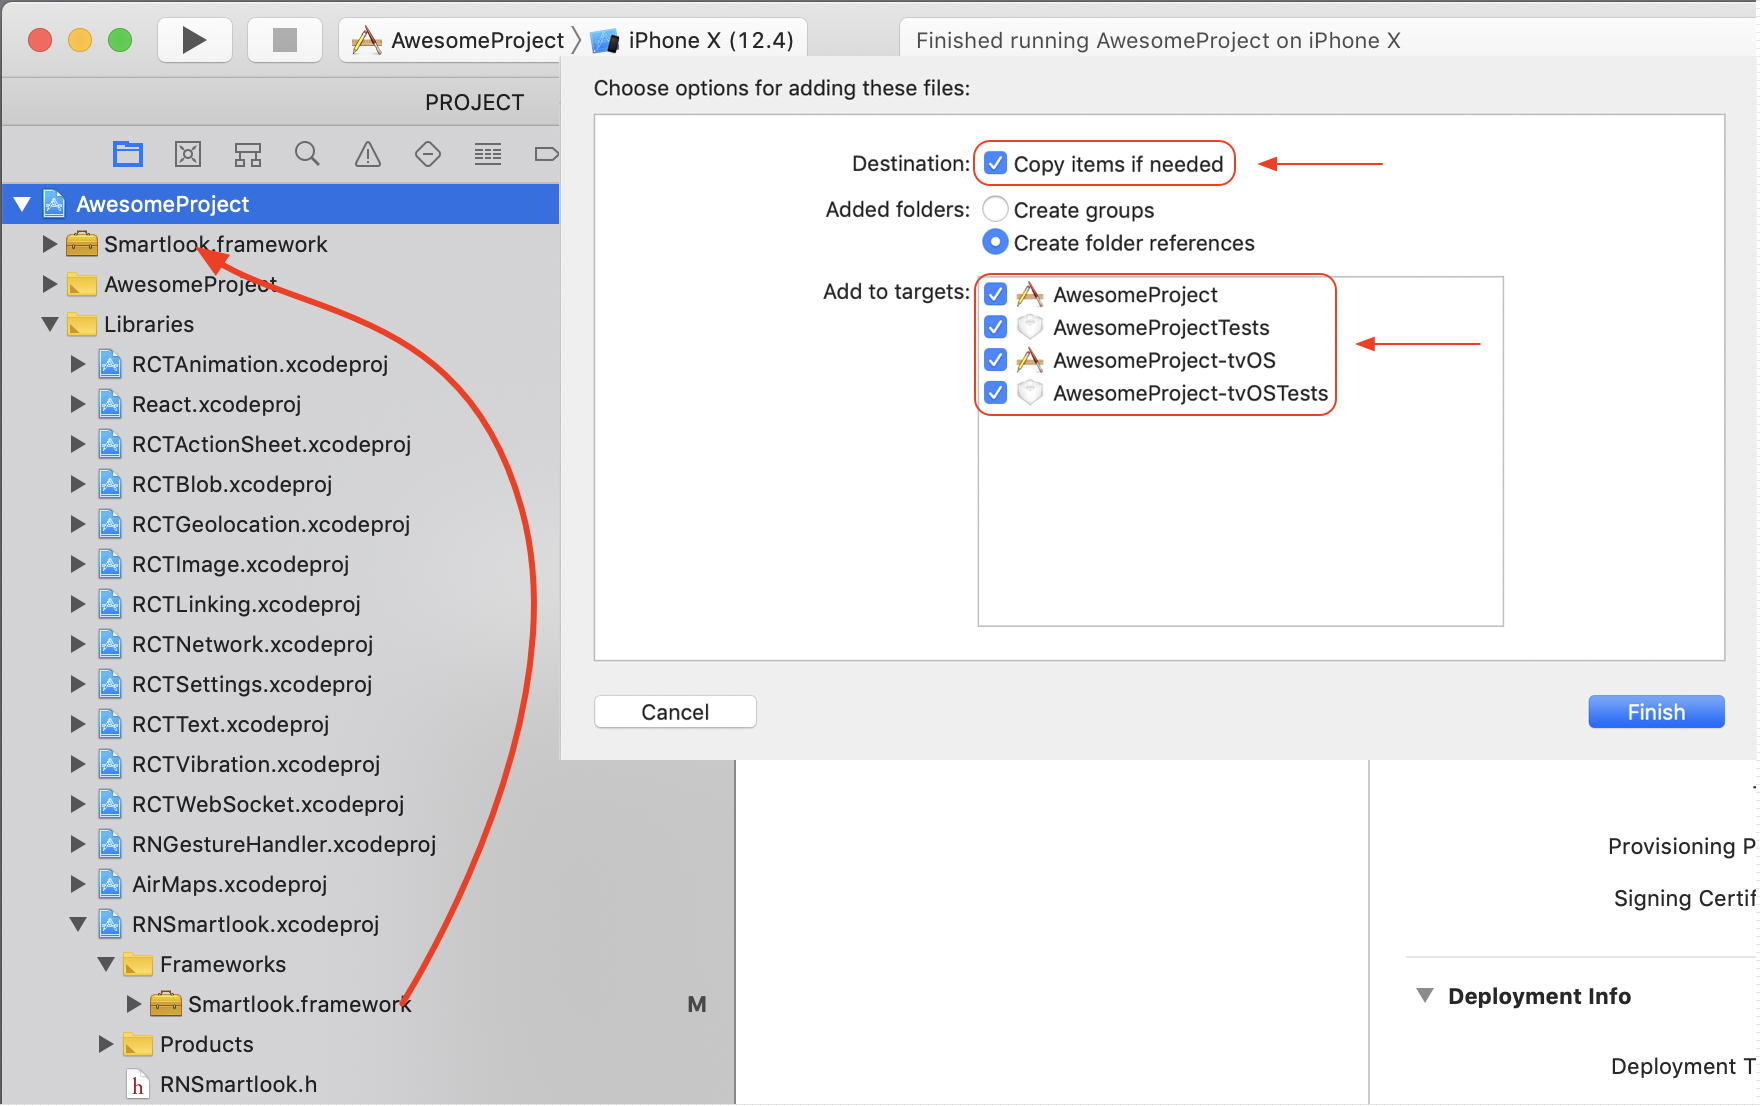 AwesomeProject
iPhone X (12.4)
Finished running AwesomeProject on iPhone X
PROJECT
AwesomeProject
Smartlook.framework
AwesomeProject
Libraries
RCTAnimation.xcodeproj
React.xcodeproj
RCTActionSheet.xcodeproj
RCTBlob.xcodeproj
RCTGeolocation.xcodeproj
RCTImage.xcodeproj
RCTLinking.xcodeproj
RCTNetwork.xcodeproj
RCTSettings.xcodeproj
RCTText.xcodeproj
RCTVibration.xcodeproj
RCTWebSocket.xcodeproj
RNGestureHandler.xcodeproj
AirMaps.xcodeproj
RNSmartlook.xcodeproj
Frameworks
Smartlook.framework M
Products
h RNSmartlook.h
Choose options for adding these files:
Destination: Copy items if needed
Added folders: Create groups
Create folder references
Add to targets: AwesomeProject
AwesomeProjectTests
AwesomeProject-tvOS
AwesomeProject-tvOSTests
Cancel
Finish
Provisioning P
Signing Certif
Deployment Info
Deployment T